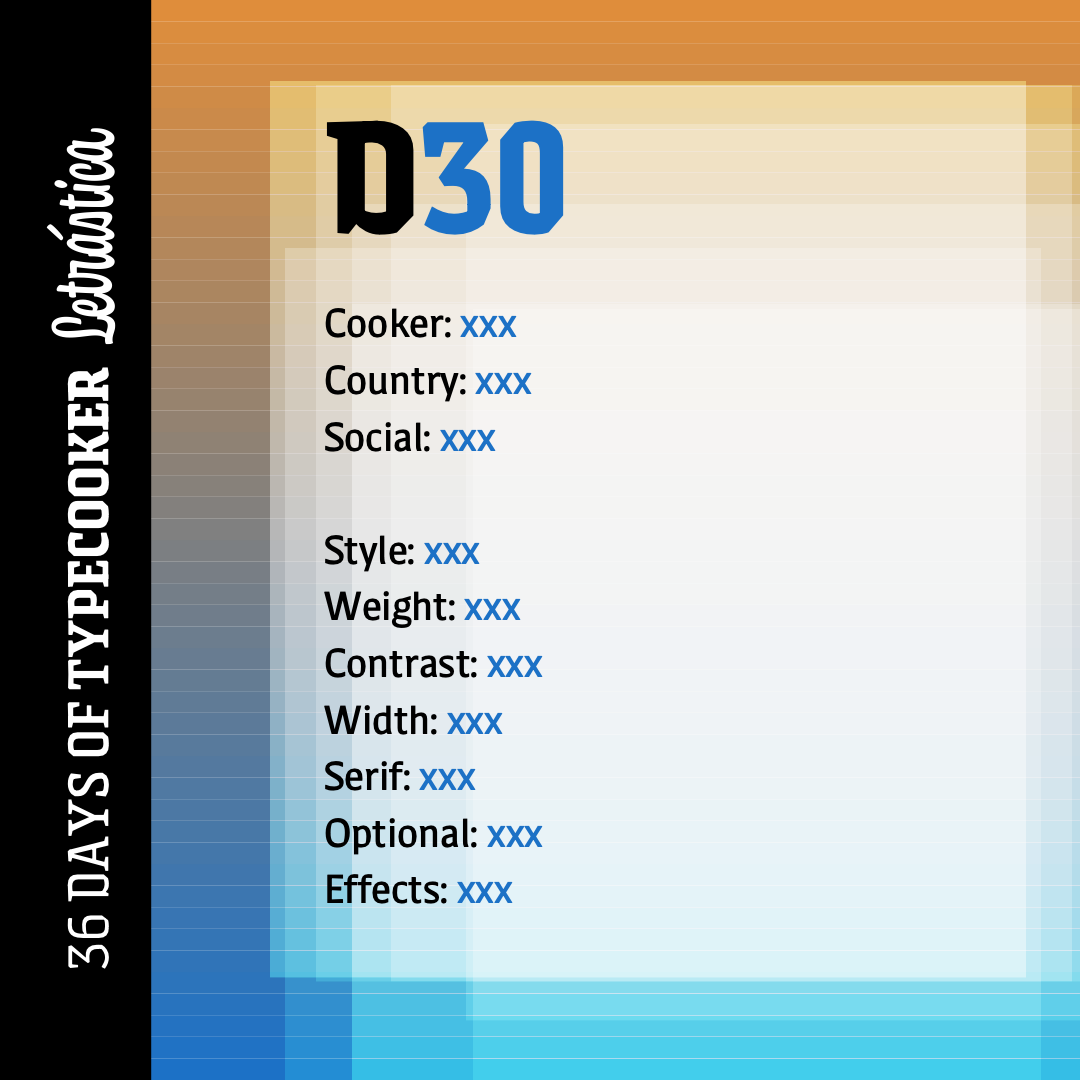 36 DAYS OF TYPECOOKER Letrástica
D30
Cooker: xxx
Country: xxx
Social: xxx
Style: xxx
Weight: xxx
Contrast: xxx
Width: xxx
Serif: xxx
Optional: xxx
Effects: xxx